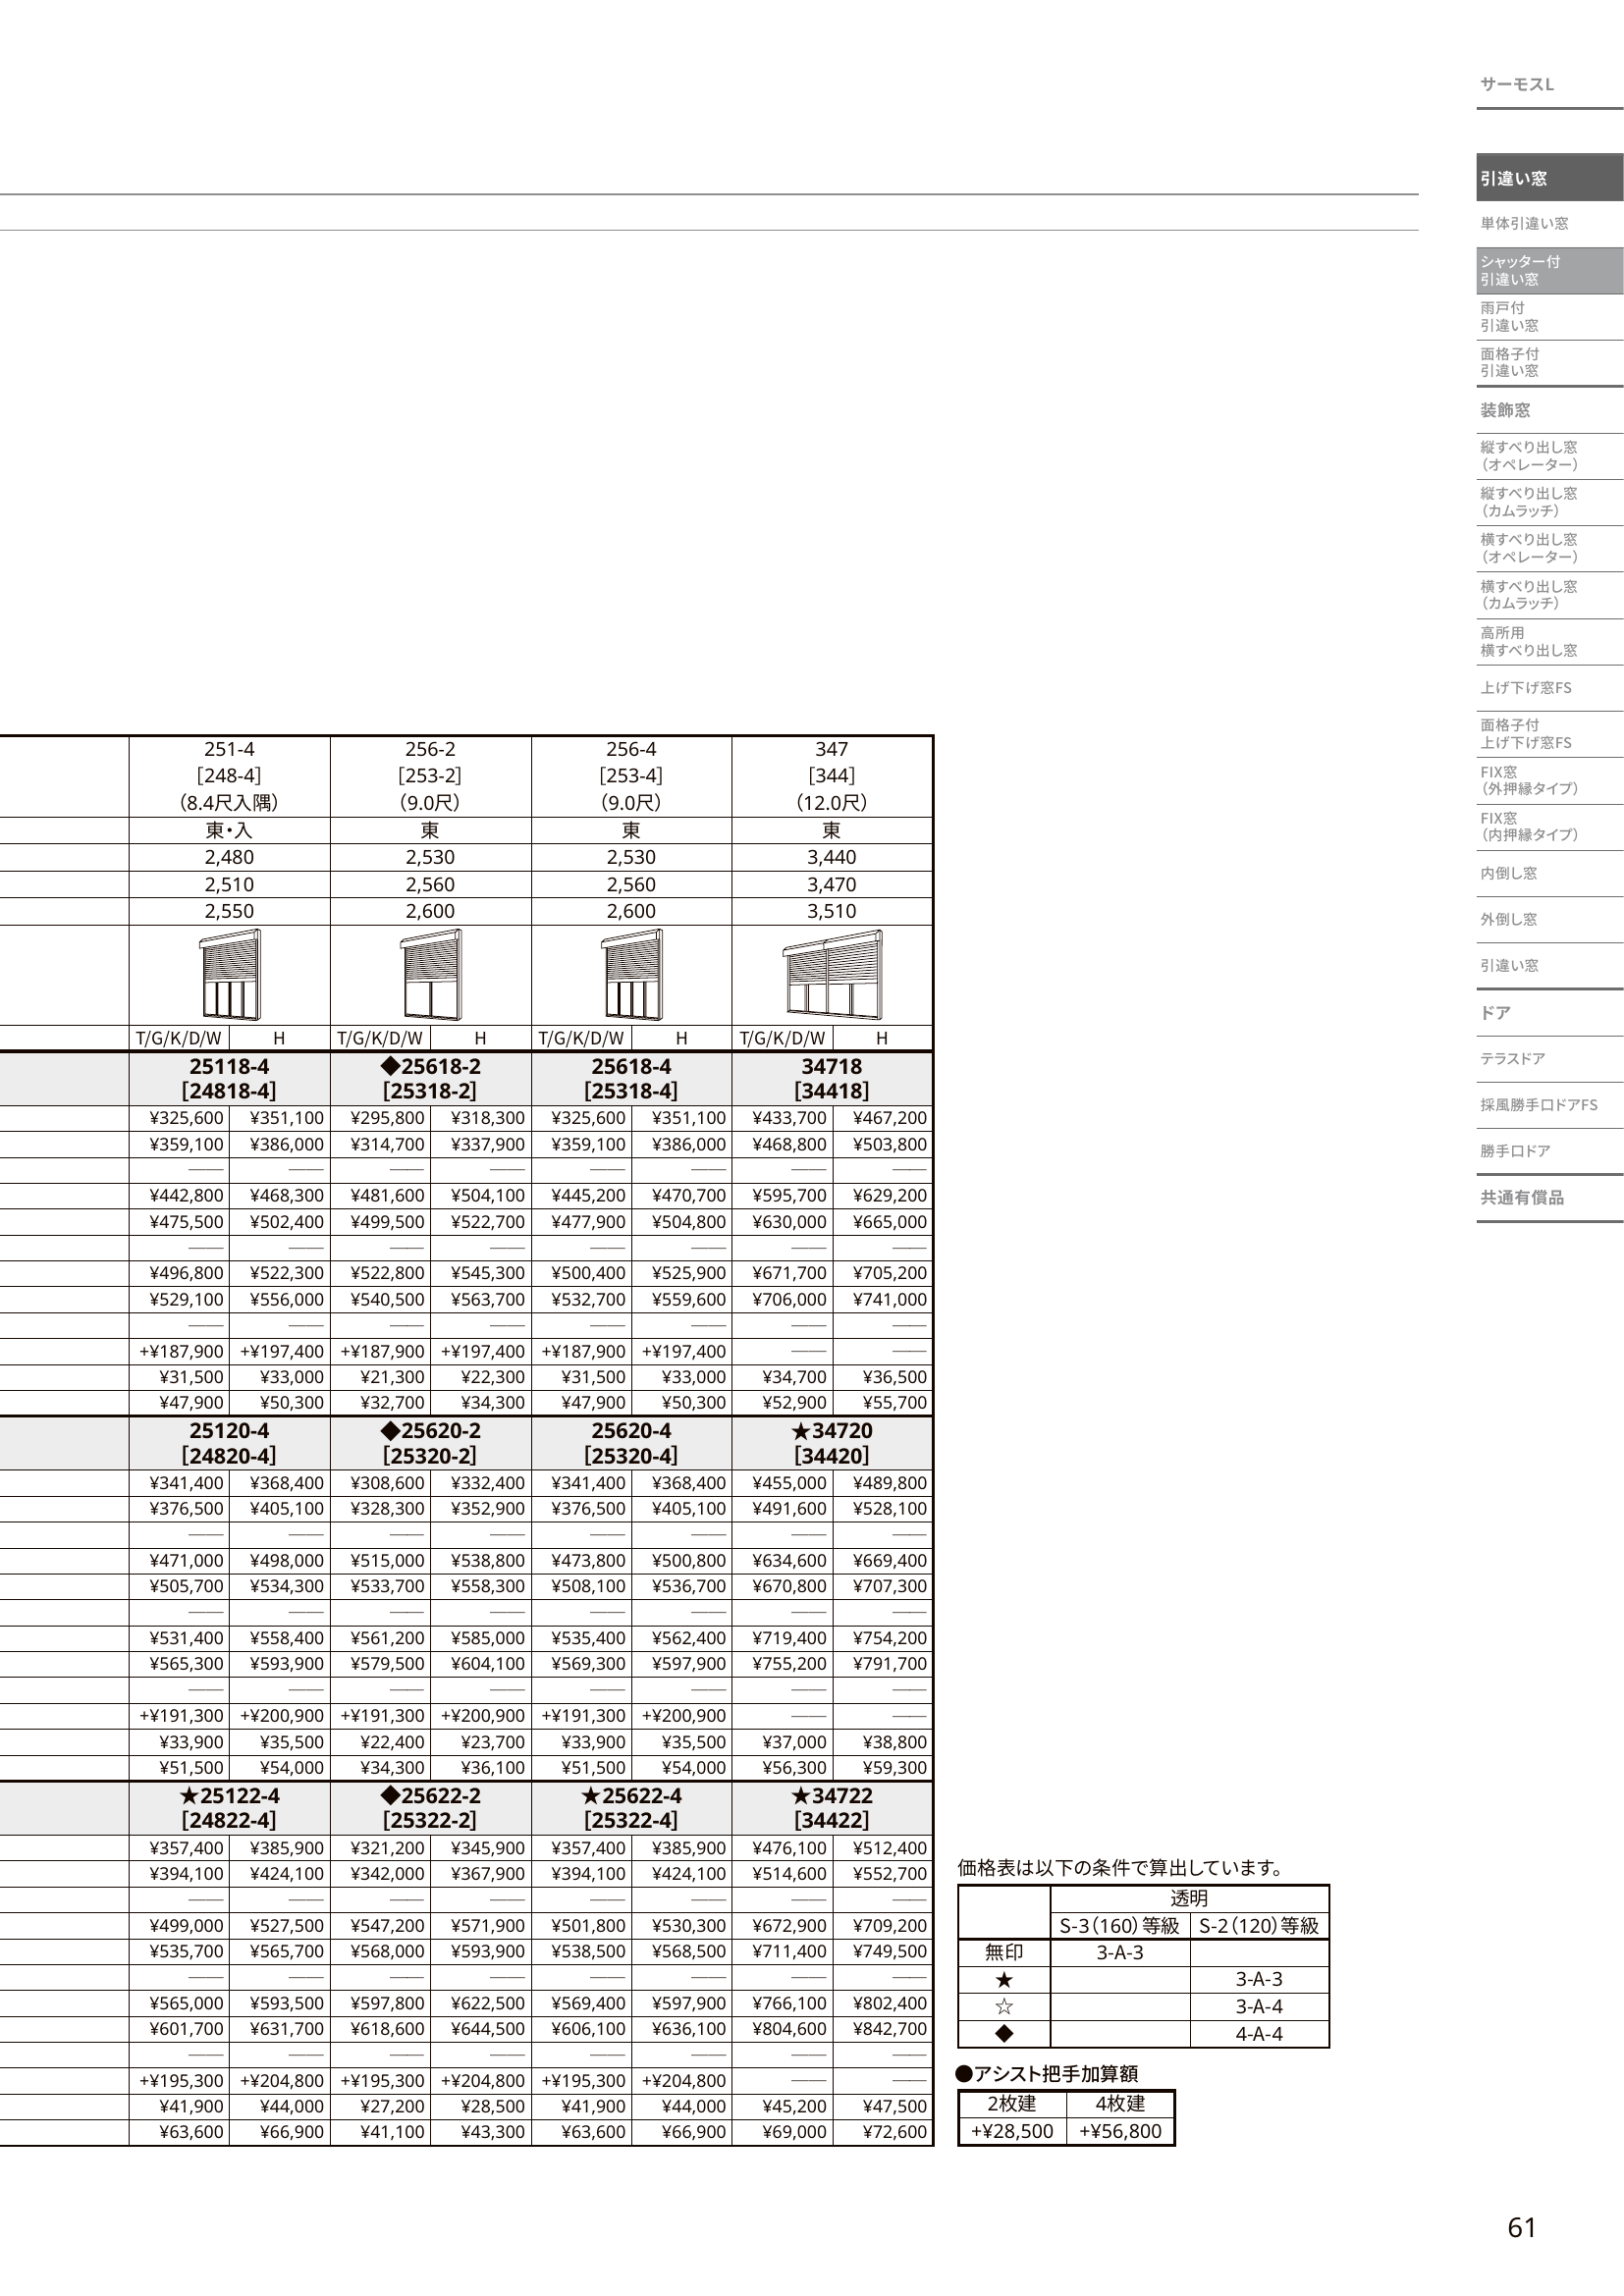 サーモスL
引違い窓
単体引違い窓
シャッター付
引違い窓
雨戸付
引違い窓
面格子付
引違い窓
装飾窓
縦すべり出し窓
（オペレーター）
縦すべり出し窓
（カムラッチ）
横すべり出し窓
（オペレーター）
横すべり出し窓
（カムラッチ）
高所用
横すべり出し窓
上げ下げ窓FS
面格子付
上げ下げ窓FS
FIX窓
（外押縁タイプ）
FIX窓
（内押縁タイプ）
内倒し窓
外倒し窓
引違い窓
ドア
テラスドア
採風勝手口ドアFS
勝手口ドア
共通有償品
251-4 256-2 256-4 347
［248-4］ ［253-2］ ［253-4］ ［344］
（8.4尺入隅） （9.0尺） （9.0尺） （12.0尺）
東・入 東 東 東
2,480 2,530 2,530 3,440
2,510 2,560 2,560 3,470
2,550 2,600 2,600 3,510
T/G/K/D/W H T/G/K/D/W H T/G/K/D/W H T/G/K/D/W H
25118-4 ◆25618-2 25618-4 34718
［24818-4］ ［25318-2］ ［25318-4］ ［34418］
¥325,600 ¥351,100 ¥295,800 ¥318,300 ¥325,600 ¥351,100 ¥433,700 ¥467,200
¥359,100 ¥386,000 ¥314,700 ¥337,900 ¥359,100 ¥386,000 ¥468,800 ¥503,800
—— —— —— —— —— —— —— ——
¥442,800 ¥468,300 ¥481,600 ¥504,100 ¥445,200 ¥470,700 ¥595,700 ¥629,200
¥475,500 ¥502,400 ¥499,500 ¥522,700 ¥477,900 ¥504,800 ¥630,000 ¥665,000
—— —— —— —— —— —— —— ——
¥496,800 ¥522,300 ¥522,800 ¥545,300 ¥500,400 ¥525,900 ¥671,700 ¥705,200
¥529,100 ¥556,000 ¥540,500 ¥563,700 ¥532,700 ¥559,600 ¥706,000 ¥741,000
—— —— —— —— —— —— —— ——
+¥187,900 +¥197,400 +¥187,900 +¥197,400 +¥187,900 +¥197,400 —— ——
¥31,500 ¥33,000 ¥21,300 ¥22,300 ¥31,500 ¥33,000 ¥34,700 ¥36,500
¥47,900 ¥50,300 ¥32,700 ¥34,300 ¥47,900 ¥50,300 ¥52,900 ¥55,700
25120-4 ◆25620-2 25620-4 ★34720
［24820-4］ ［25320-2］ ［25320-4］ ［34420］
¥341,400 ¥368,400 ¥308,600 ¥332,400 ¥341,400 ¥368,400 ¥455,000 ¥489,800
¥376,500 ¥405,100 ¥328,300 ¥352,900 ¥376,500 ¥405,100 ¥491,600 ¥528,100
—— —— —— —— —— —— —— ——
¥471,000 ¥498,000 ¥515,000 ¥538,800 ¥473,800 ¥500,800 ¥634,600 ¥669,400
¥505,700 ¥534,300 ¥533,700 ¥558,300 ¥508,100 ¥536,700 ¥670,800 ¥707,300
—— —— —— —— —— —— —— ——
¥531,400 ¥558,400 ¥561,200 ¥585,000 ¥535,400 ¥562,400 ¥719,400 ¥754,200
¥565,300 ¥593,900 ¥579,500 ¥604,100 ¥569,300 ¥597,900 ¥755,200 ¥791,700
—— —— —— —— —— —— —— ——
+¥191,300 +¥200,900 +¥191,300 +¥200,900 +¥191,300 +¥200,900 —— ——
¥33,900 ¥35,500 ¥22,400 ¥23,700 ¥33,900 ¥35,500 ¥37,000 ¥38,800
¥51,500 ¥54,000 ¥34,300 ¥36,100 ¥51,500 ¥54,000 ¥56,300 ¥59,300
★25122-4 ◆25622-2 ★25622-4 ★34722
［24822-4］ ［25322-2］ ［25322-4］ ［34422］
¥357,400 ¥385,900 ¥321,200 ¥345,900 ¥357,400 ¥385,900 ¥476,100 ¥512,400
¥394,100 ¥424,100 ¥342,000 ¥367,900 ¥394,100 ¥424,100 ¥514,600 ¥552,700
—— —— —— —— —— —— —— ——
¥499,000 ¥527,500 ¥547,200 ¥571,900 ¥501,800 ¥530,300 ¥672,900 ¥709,200
¥535,700 ¥565,700 ¥568,000 ¥593,900 ¥538,500 ¥568,500 ¥711,400 ¥749,500
—— —— —— —— —— —— —— ——
¥565,000 ¥593,500 ¥597,800 ¥622,500 ¥569,400 ¥597,900 ¥766,100 ¥802,400
¥601,700 ¥631,700 ¥618,600 ¥644,500 ¥606,100 ¥636,100 ¥804,600 ¥842,700
—— —— —— —— —— —— —— ——
+¥195,300 +¥204,800 +¥195,300 +¥204,800 +¥195,300 +¥204,800 —— ——
¥41,900 ¥44,000 ¥27,200 ¥28,500 ¥41,900 ¥44,000 ¥45,200 ¥47,500
¥63,600 ¥66,900 ¥41,100 ¥43,300 ¥63,600 ¥66,900 ¥69,000 ¥72,600
価格表は以下の条件で算出しています。
透明
S-3（160）等級 S-2（120）等級
無印 3-A-3
★ 3-A-3
☆ 3-A-4
◆ 4-A-4
●アシスト把手加算額
2枚建 4枚建
+¥28,500 +¥56,800
61